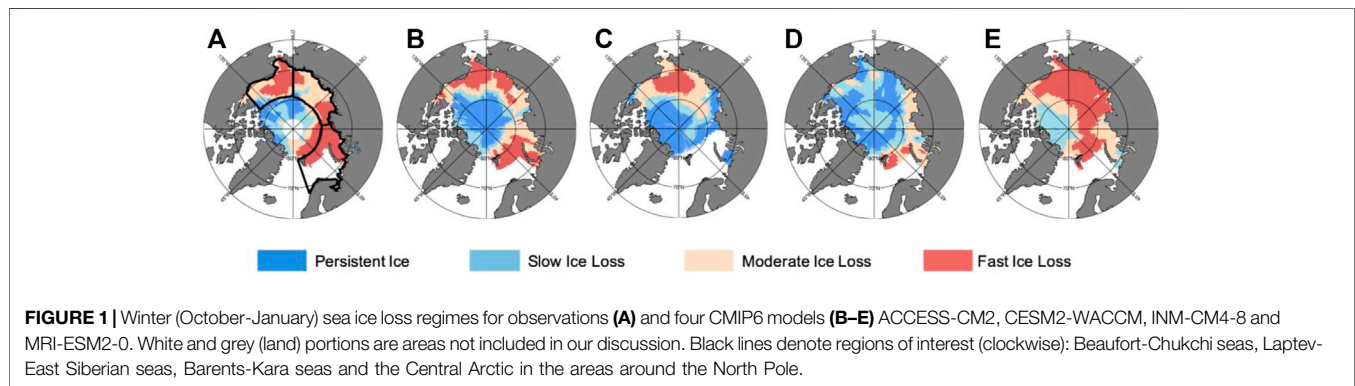 A B C D E
Persistent Ice Slow Ice Loss Moderate Ice Loss Fast Ice Loss
FIGURE 1 | Winter (October-January) sea ice loss regimes for observations (A) and four CMIP6 models (B–E) ACCESS-CM2, CESM2-WACCM, INM-CM4-8 and
MRI-ESM2-0. White and grey (land) portions are areas not included in our discussion. Black lines denote regions of interest (clockwise): Beaufort-Chukchi seas, Laptev-
East Siberian seas, Barents-Kara seas and the Central Arctic in the areas around the North Pole.